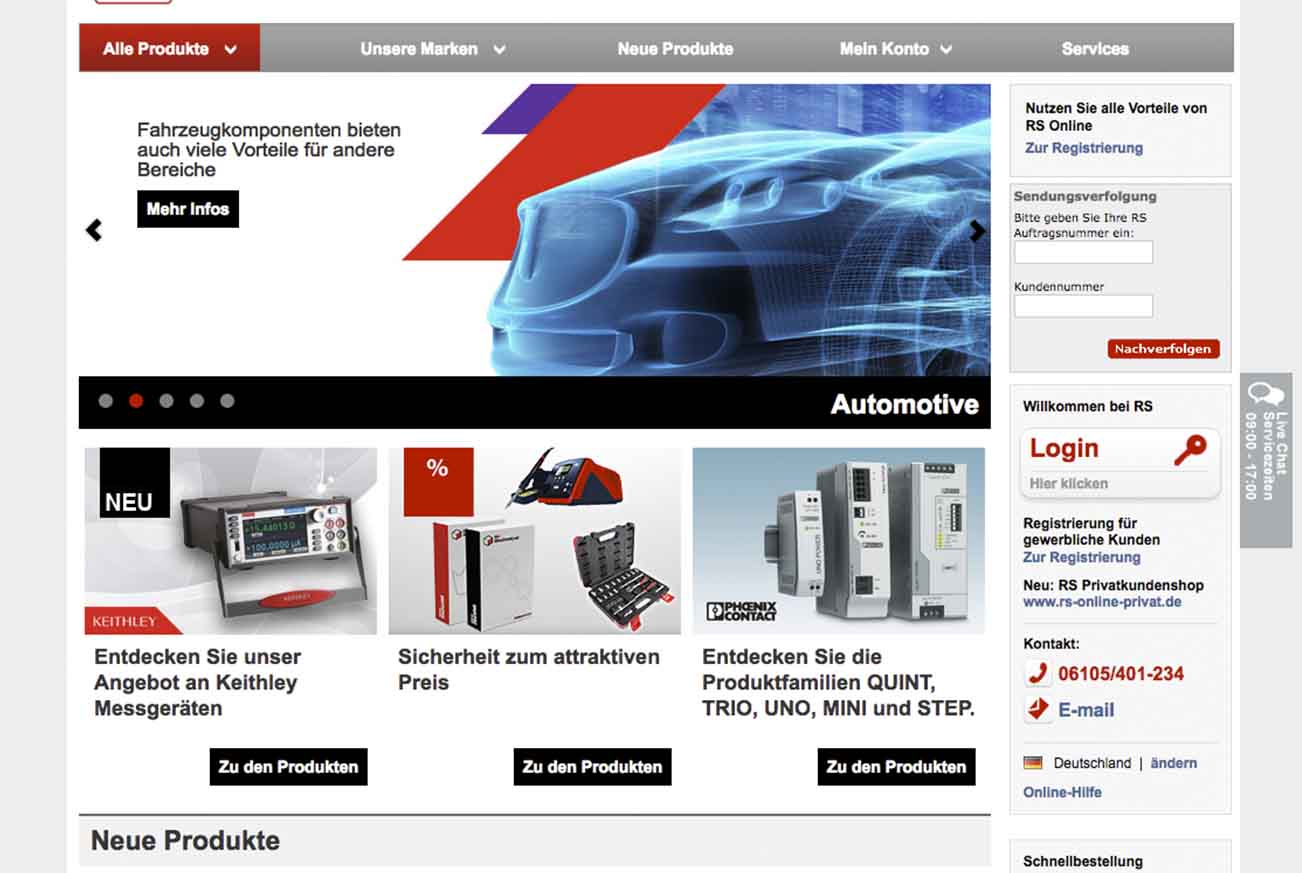 Alle Produkte
Unsere Marken
Neue Produkte
Mein Konto
Services
Fahrzeugkomponenten bieten
auch viele Vorteile für andere
Bereiche
Mehr Infos
Automotive
NEU
KEITHLEY
Entdecken Sie unser
Angebot an Keithley
Messgeräten
Zu den Produkten
%
Sicherheit zum attraktiven
Preis
Zu den Produkten
UNO POWER
PHŒNIX
CONTACT
Entdecken Sie die
Produktfamilien QUINT,
TRIO, UNO, MINI und STEP.
Zu den Produkten
Neue Produkte
Nutzen Sie alle Vorteile von
RS Online
Zur Registrierung
Sendungsverfolgung
Bitte geben Sie Ihre RS
Auftragsnummer ein:
Kundennummer
Nachverfolgen
Willkommen bei RS
Login
Hier klicken
Registrierung für
gewerbliche Kunden
Zur Registrierung
Neu: RS Privatkundenshop
www.rs-online-privat.de
Kontakt:
06105/401-234
E-mail
Deutschland | ändern
Online-Hilfe
Schnellbestellung
Live Chat
Servicezeiten
09:00 - 17:00